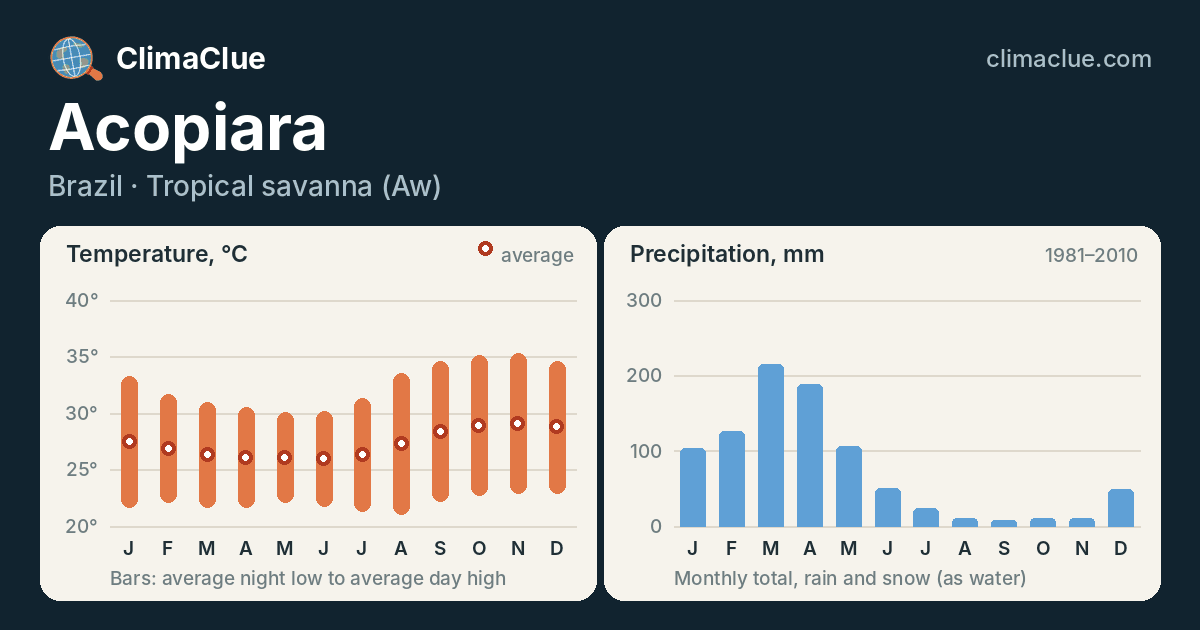 ClimaClue
climaclue.com
Acopiara
Brazil · Tropical savanna (Aw)
Temperature, °C
average
40°
35°
30°
25°
20°
J F M A M J J A S O N D
Bars: average night low to average day high
Precipitation, mm
1981–2010
300
200
100
0
J F M A M J J A S O N D
Monthly total, rain and snow (as water)